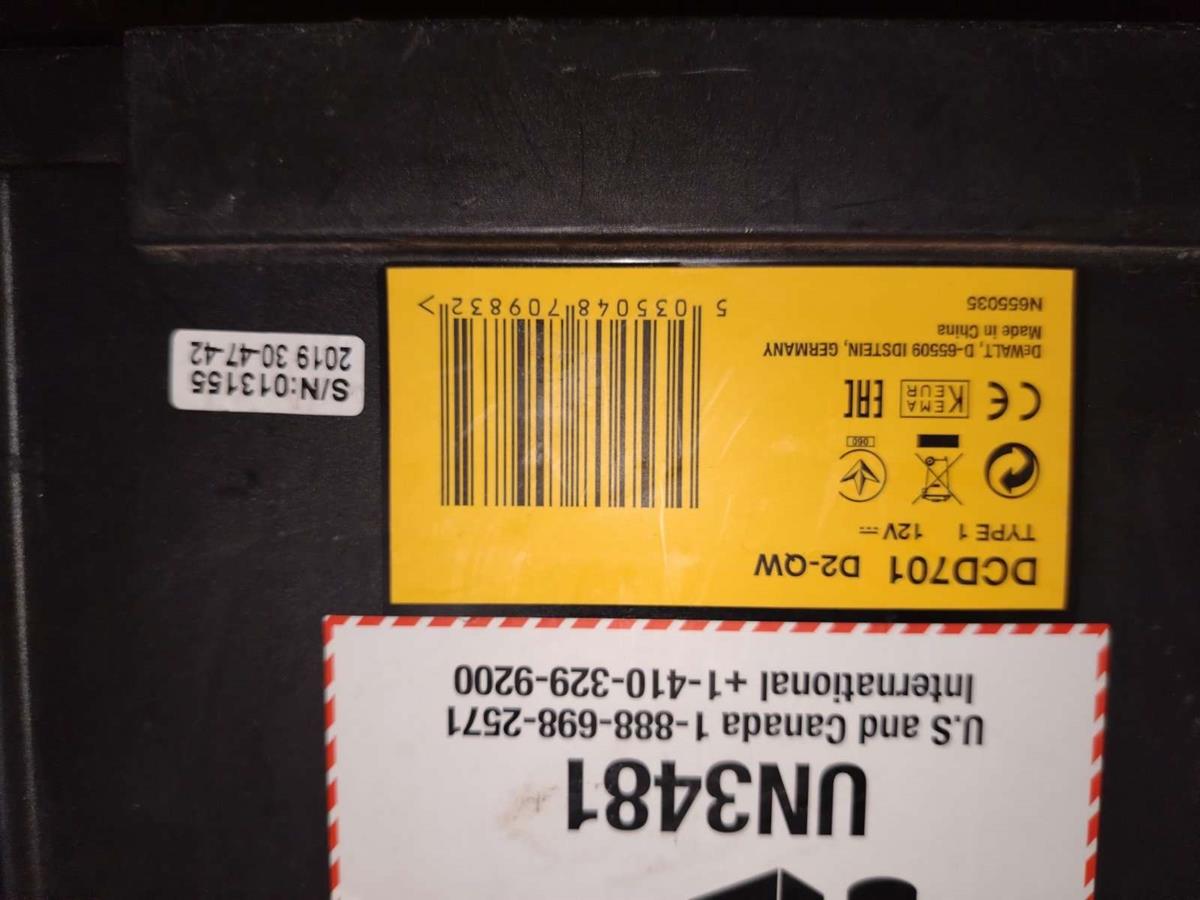 UN3481
U.S and Canada 1-888-698-2571
International +1-410-329-9200
DCD701 D2-QW
TYPE 1 12V
060
KEMA
KEUR
CE
EAC
DeWALT, D-65509 IDSTEIN, GERMANY
Made in China
N655035
5 035048 709832 >
S/N:013155
2019 30-47-42